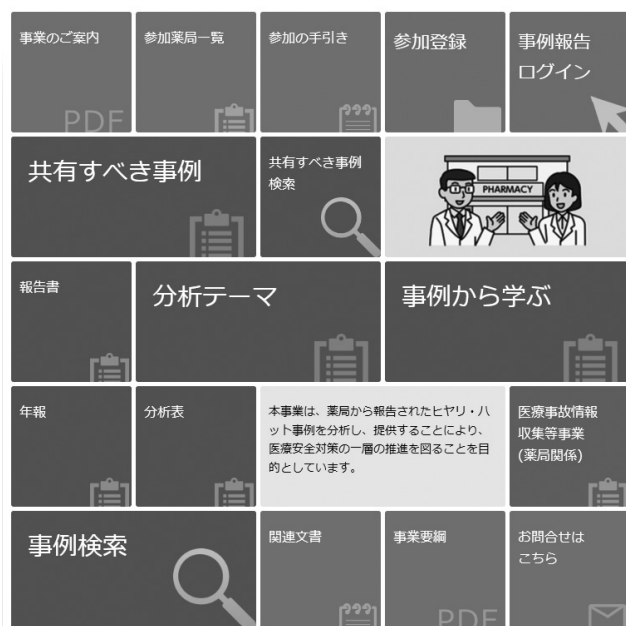 事業のご案内
PDF
参加薬局一覧
参加の手引き
参加登録
事例報告
ログイン
共有すべき事例
共有すべき事例
検索
PHARMACY
報告書
分析テーマ
事例から学ぶ
年報
分析表
本事業は、薬局から報告されたヒヤリ・ハ
ット事例を分析し、提供することにより、
医療安全対策の一層の推進を図ることを目
的としています。
医療事故情報
収集等事業
(薬局関係)
事例検索
関連文書
事業要綱
PDF
お問合せは
こちら